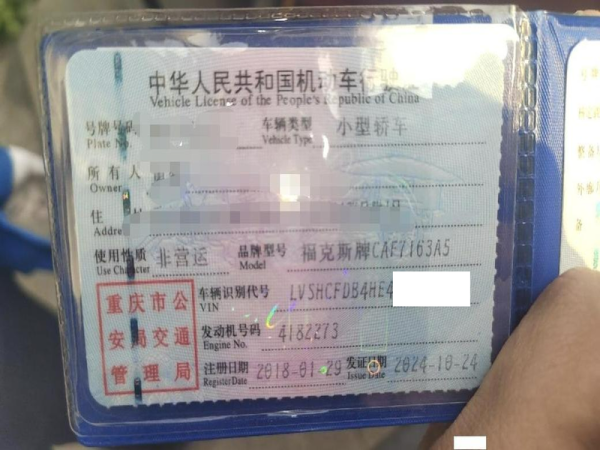 中华人民共和国机动车行驶
Vehicle License of the People's Republic of China
号牌号码
Plate No.
车辆类型 小型轿车
Vehicle Type
所有人
Owner
住
Addre
使用性质 非营运
Use Character
品牌型号 福克斯牌CAF7163A5
Model
重庆市公
安局交通
管理局
车辆识别代号 LVSHCFDB4HE4
VIN
发动机号码 4182273
Engine No.
注册日期 2018-01-29
Register Date
发证日期 2024-10-24
Issue Date